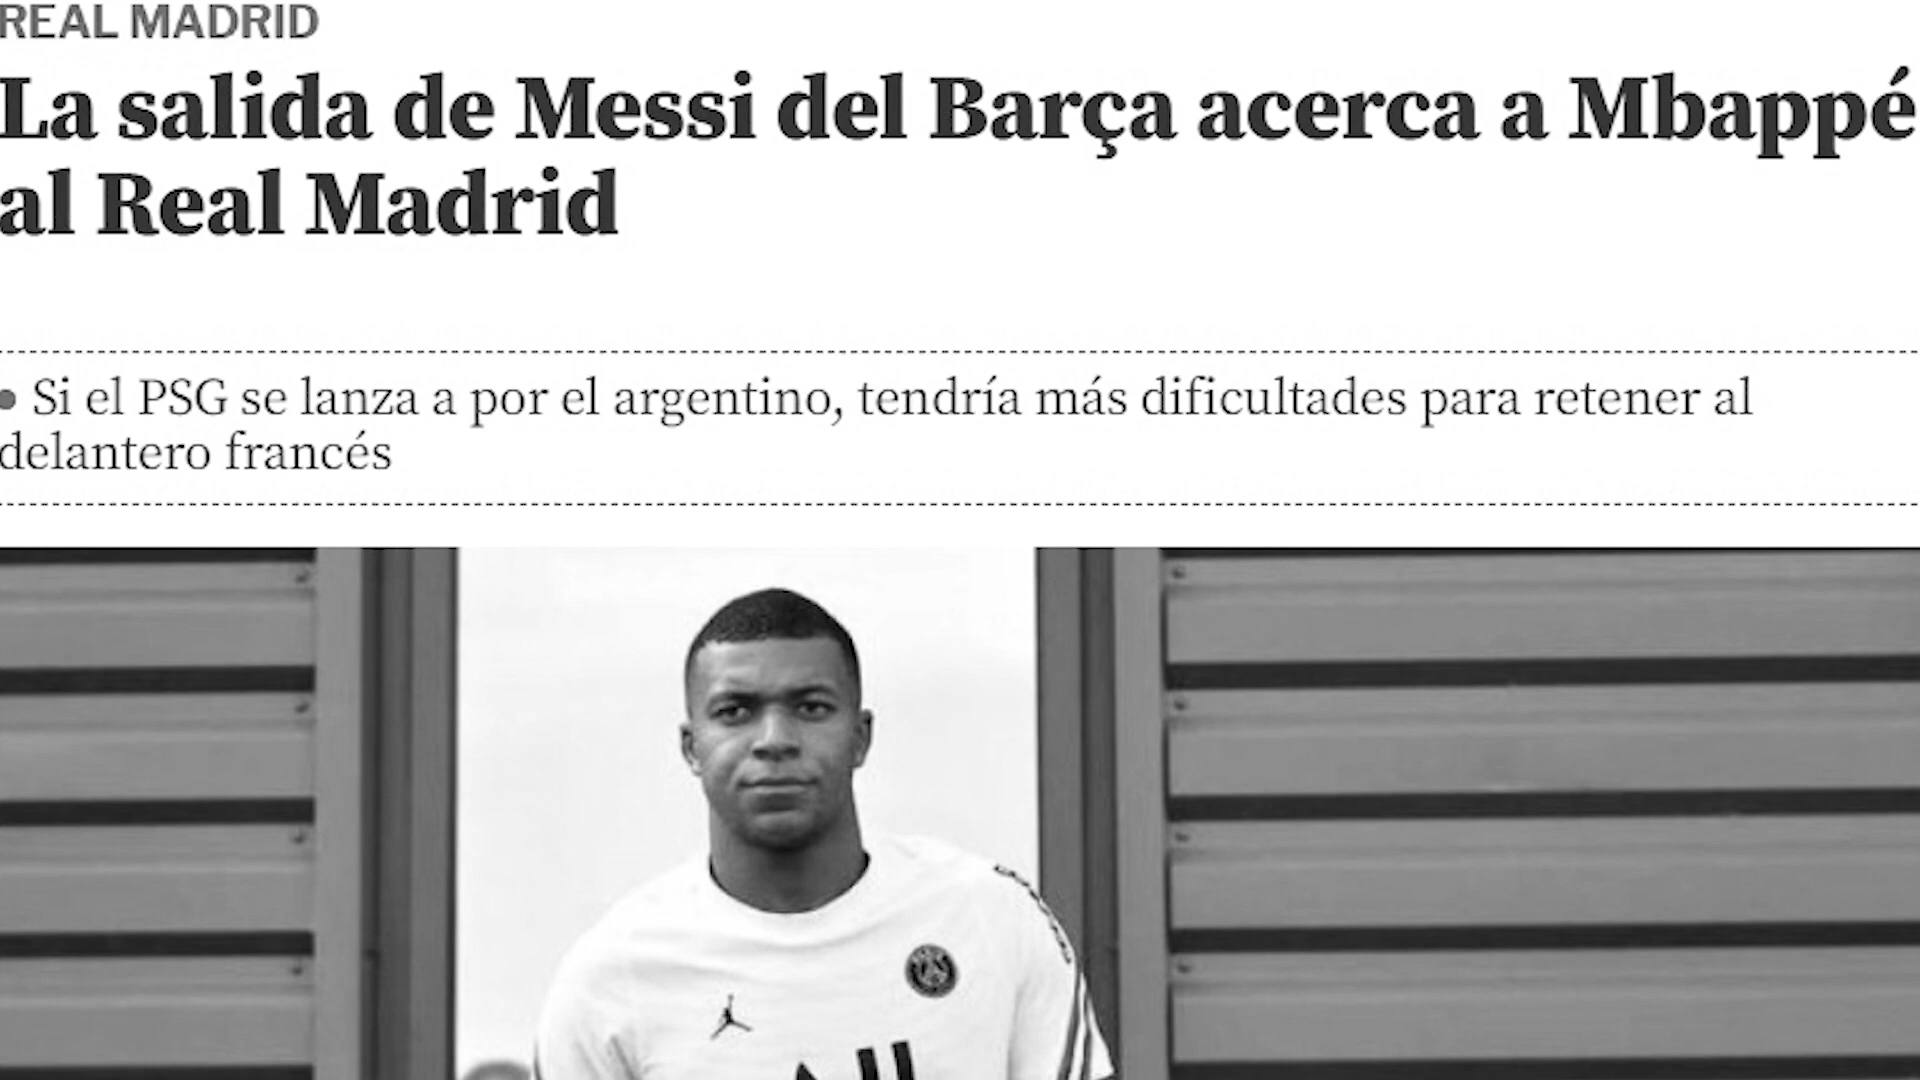 REAL MADRID
La salida de Messi del Barça acerca a Mbappé
al Real Madrid
• Si el PSG se lanza a por el argentino, tendría más dificultades para retener al
delantero francés